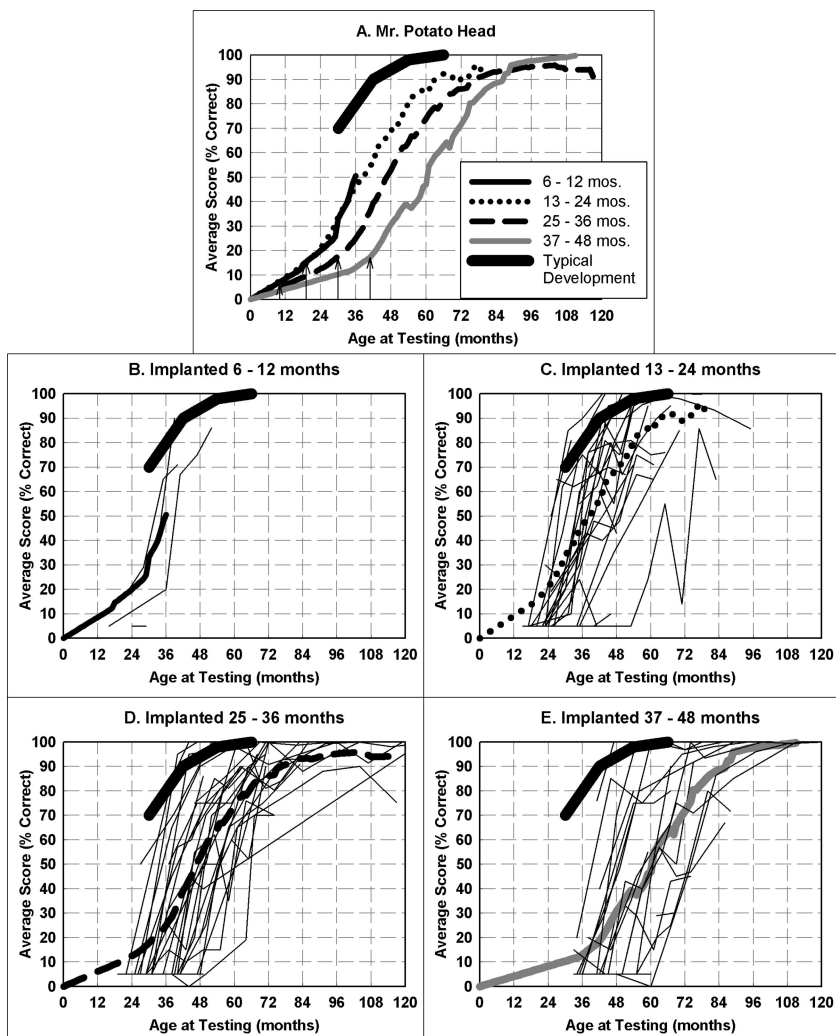 A. Mr. Potato Head
100
90
80
70
60
50
40
30
20
10
0
Average Score (% Correct)
6 - 12 mos.
13 - 24 mos.
25 - 36 mos.
37 - 48 mos.
Typical
Development
0 12 24 36 48 60 72 84 96 108 120
Age at Testing (months)
B. Implanted 6 - 12 months
100
90
80
70
60
50
40
30
20
10
0
Average Score (% Correct)
0 12 24 36 48 60 72 84 96 108 120
Age at Testing (months)
C. Implanted 13 - 24 months
100
90
80
70
60
50
40
30
20
10
0
Average Score (% Correct)
0 12 24 36 48 60 72 84 96 108 120
Age at Testing (months)
D. Implanted 25 - 36 months
100
90
80
70
60
50
40
30
20
10
0
Average Score (% Correct)
0 12 24 36 48 60 72 84 96 108 120
Age at Testing (months)
E. Implanted 37 - 48 months
100
90
80
70
60
50
40
30
20
10
0
Average Score (% Correct)
0 12 24 36 48 60 72 84 96 108 120
Age at Testing (months)